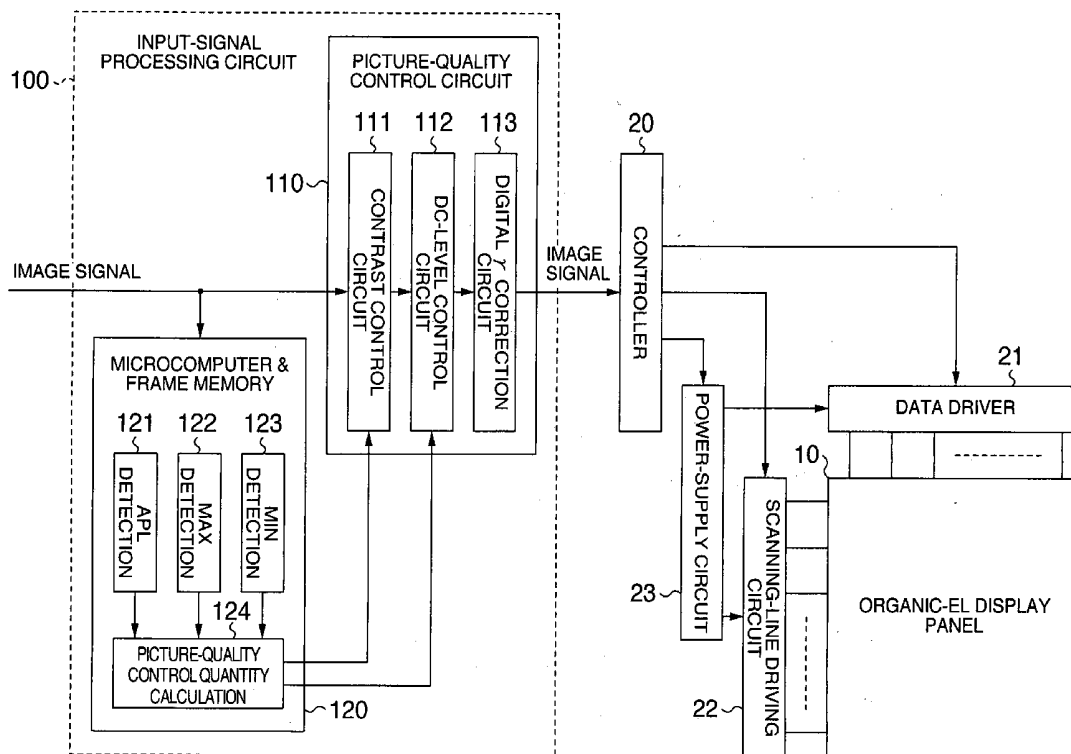 INPUT-SIGNAL
PROCESSING CIRCUIT
100
PICTURE-QUALITY
CONTROL CIRCUIT
111
112
113
110
CONTRAST CONTROL
CIRCUIT
DC-LEVEL CONTROL
CIRCUIT
DIGITAL γ CORRECTION
CIRCUIT
IMAGE SIGNAL
IMAGE
SIGNAL
20
CONTROLLER
MICROCOMPUTER &
FRAME MEMORY
121
122
123
APL
DETECTION
MAX
DETECTION
MIN
DETECTION
124
PICTURE-QUALITY
CONTROL QUANTITY
CALCULATION
120
21
DATA DRIVER
10
POWER-SUPPLY CIRCUIT
23
SCANNING-LINE DRIVING
CIRCUIT
22
ORGANIC-EL DISPLAY
PANEL